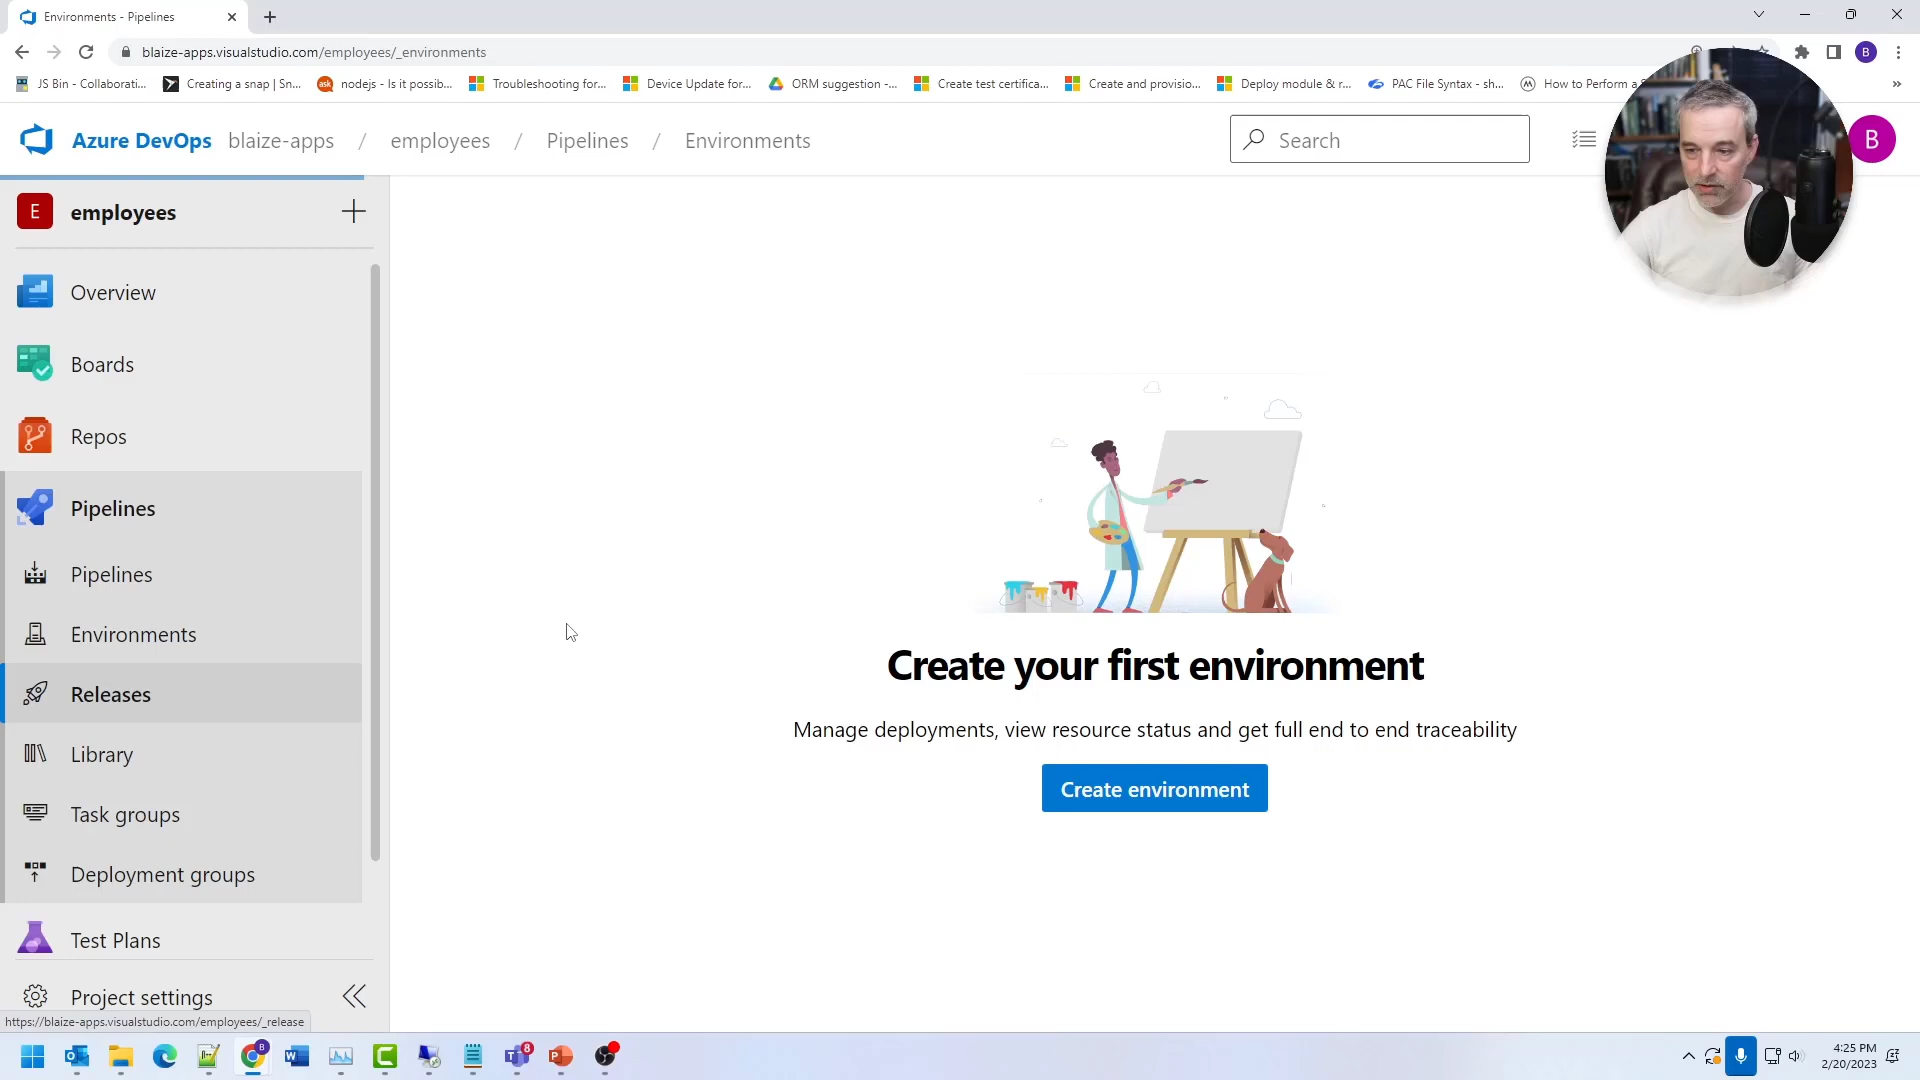 Environments - Pipelines
blaize-apps.visualstudio.com/employees/_environments
B
JS Bin - Collaborati...
Creating a snap | Sn...
ask
nodejs - Is it possib...
Troubleshooting for...
Device Update for...
ORM suggestion -...
Create test certifica...
Create and provisio...
Deploy module & r...
PAC File Syntax - sh...
How to Perform a
Azure DevOps
blaize-apps / employees / Pipelines / Environments
Search
B
E
employees
Overview
Boards
Repos
Pipelines
Pipelines
Environments
Releases
Library
Task groups
Deployment groups
Test Plans
Project settings
Create your first environment
Manage deployments, view resource status and get full end to end traceability
Create environment
https://blaize-apps.visualstudio.com/employees/_release
B
8
4:25 PM
2/20/2023